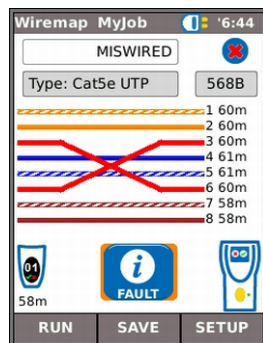 Wiremap MyJob '6:44
MISWIRED
Type: Cat5e UTP 568B
1 60m
2 60m
3 60m
4 61m
5 61m
6 60m
7 58m
8 58m
01
58m
i
FAULT
RUN SAVE SETUP